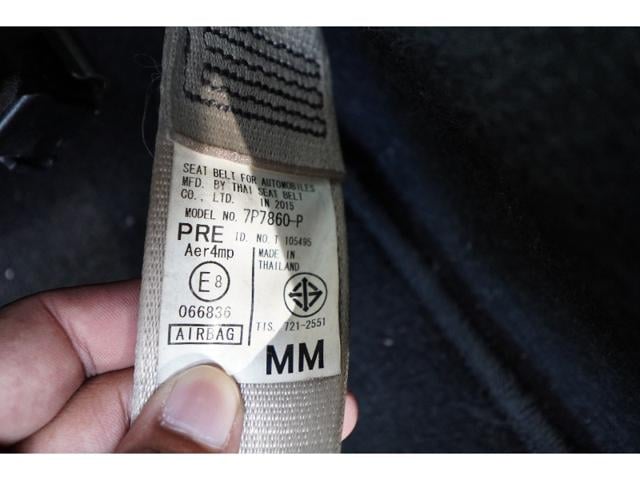 SEAT BELT FOR AUTOMOBILES
MFD. BY THAI SEAT BELT
CO., LTD. IN 2015
MODEL NO. 7P7860-P
PRE ID. NO. T 105495
Aer4mp
MADE IN
THAILAND
E8
066836
AIRBAG
TIS. 721-2551
MM